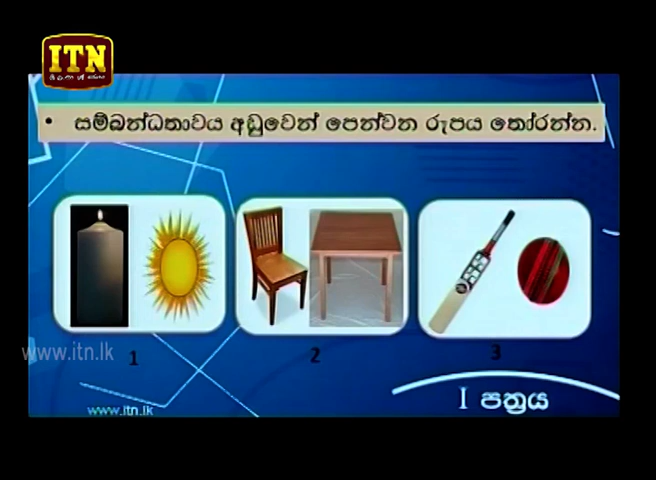 ITN
• සම්බන්ධතාවය අඩුවෙන් පෙන්වන රූපය තෝරන්න.
1
2
3
www.itn.lk
I පත්‍රය
www.itn.lk